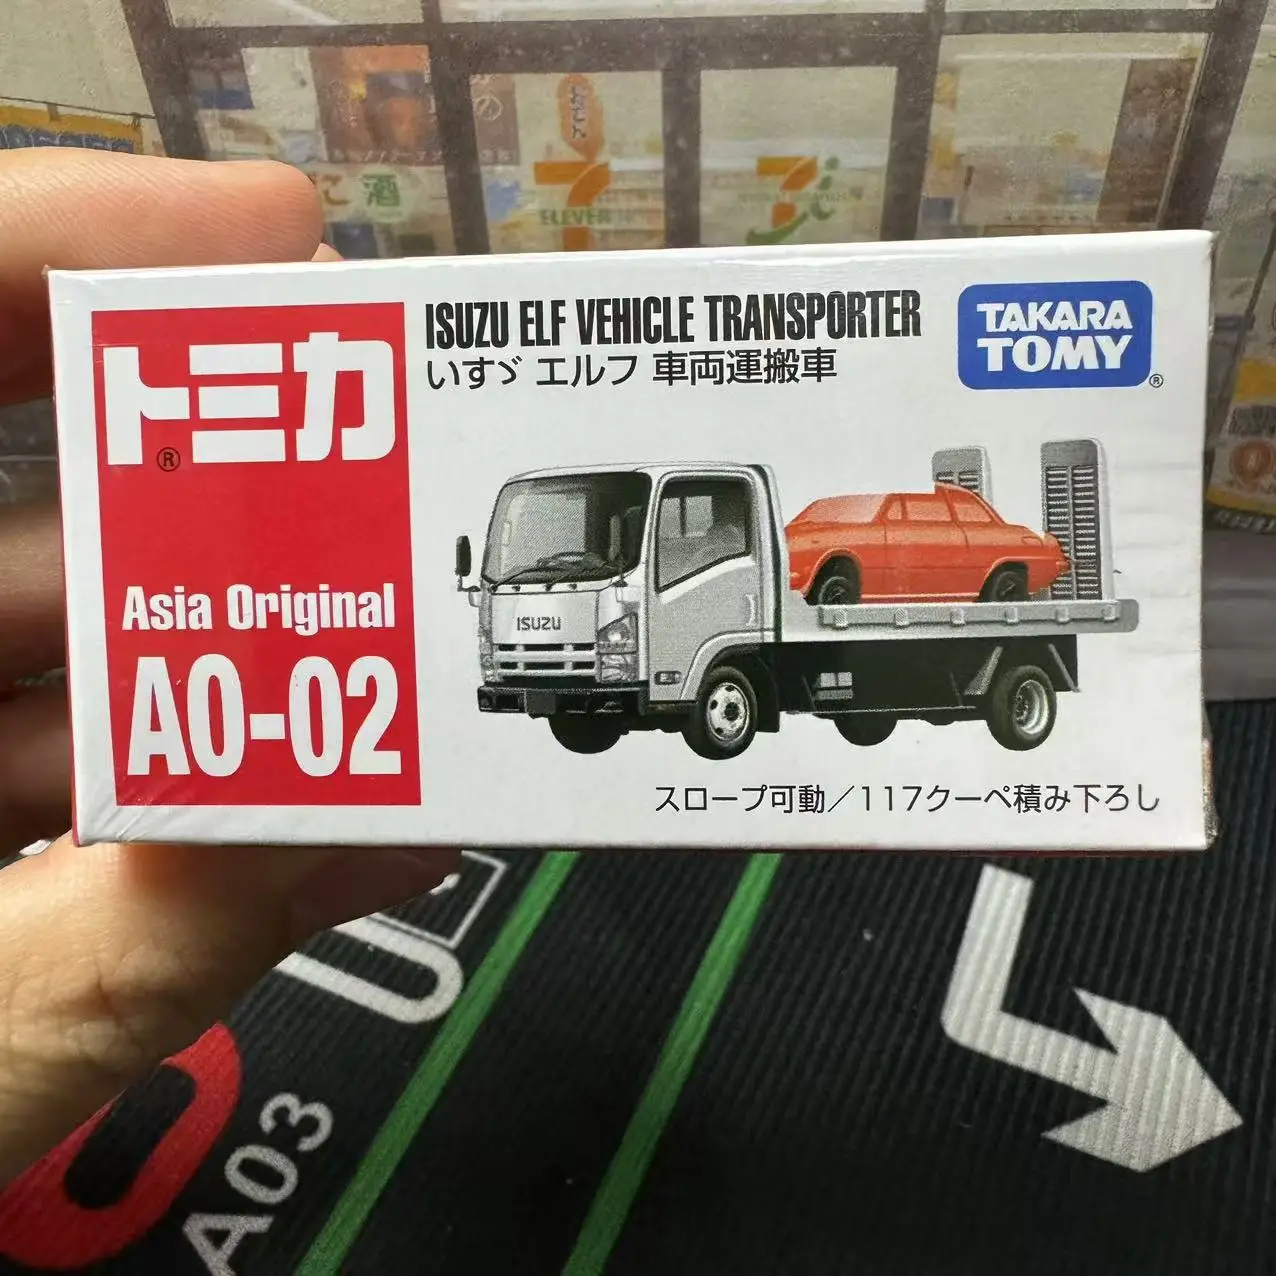 酒
7
ELEVEN
7
i
トミカ
®
Asia Original
AO-02
ISUZU ELF VEHICLE TRANSPORTER
いすゞ エルフ 車両運搬車
TAKARA
TOMY
®
ISUZU
スロープ可動／117クーペ積み下ろし
A03